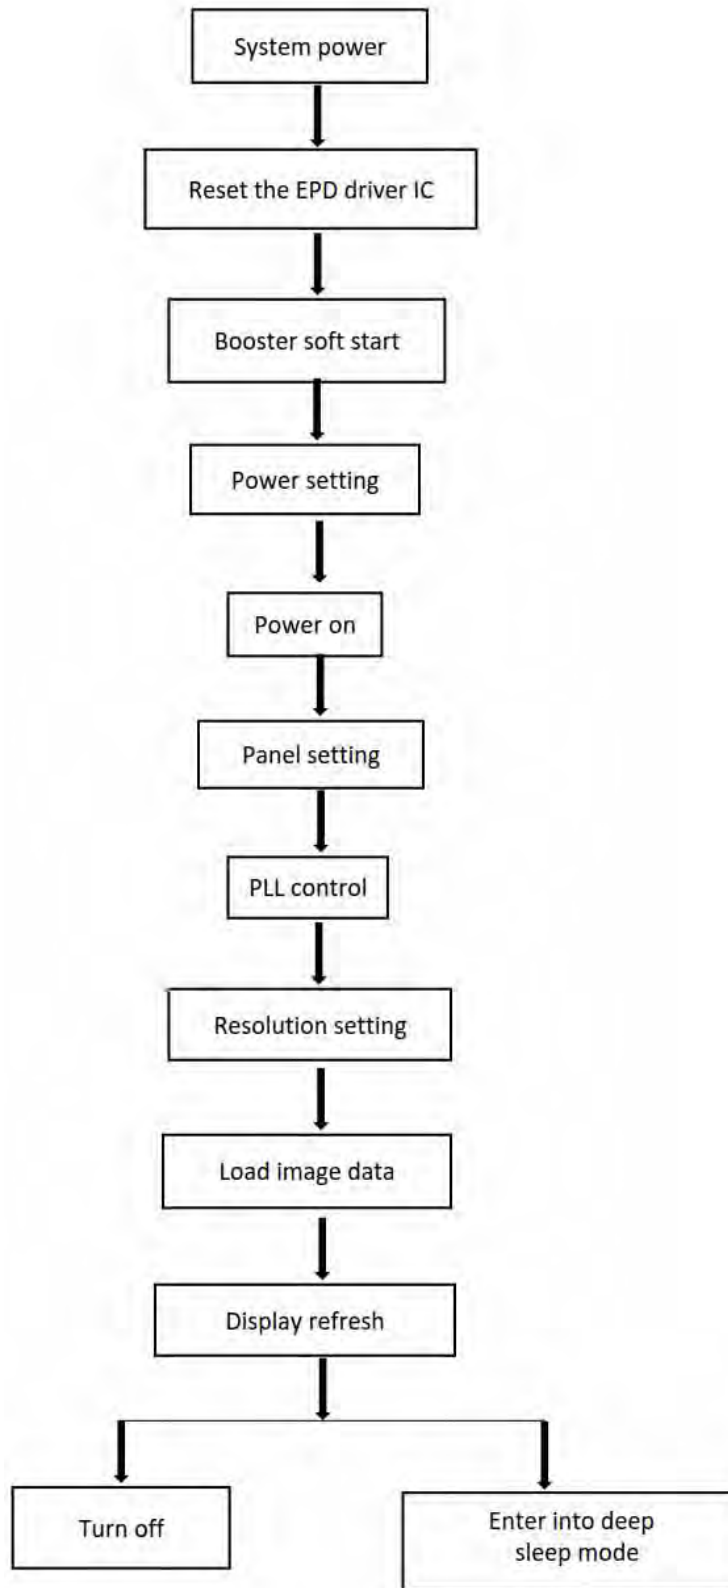 System power
Reset the EPD driver IC
Booster soft start
Power setting
Power on
Panel setting
PLL control
Resolution setting
Load image data
Display refresh
Turn off
Enter into deep
sleep mode